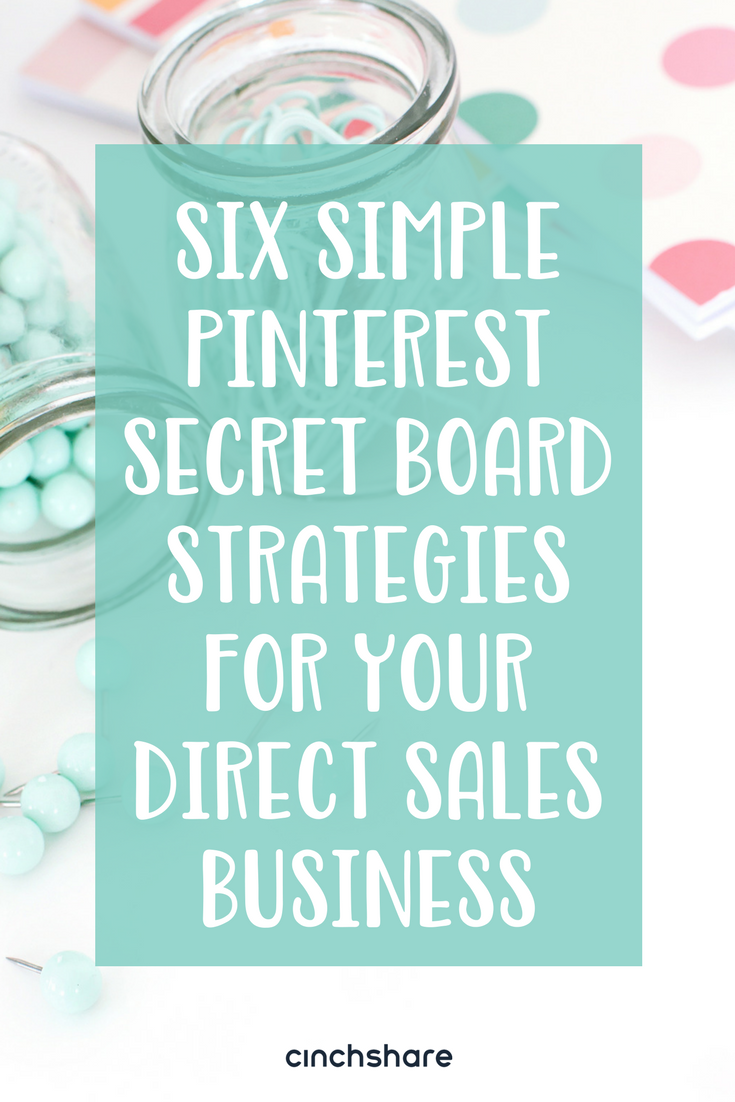 SIX SIMPLE
PINTEREST
SECRET BOARD
STRATEGIES
FOR YOUR
DIRECT SALES
BUSINESS
cinchshare